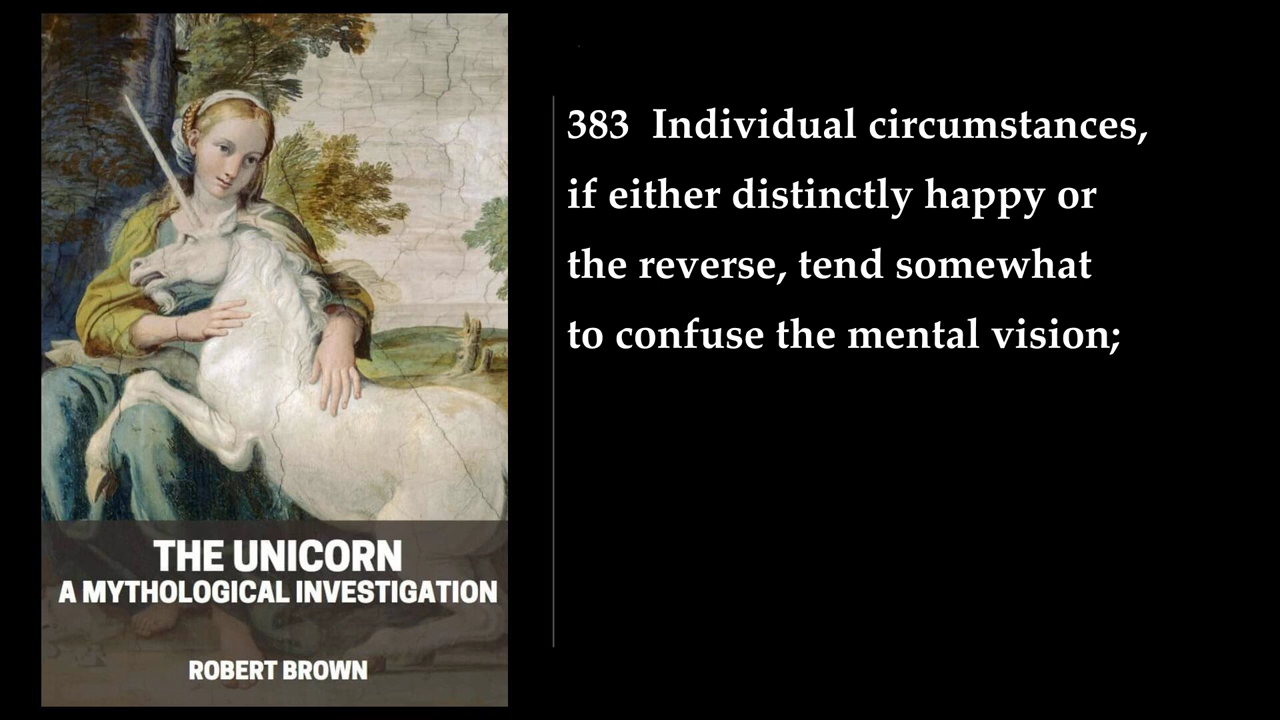 THE UNICORN
A MYTHOLOGICAL INVESTIGATION
ROBERT BROWN
383 Individual circumstances,
if either distinctly happy or
the reverse, tend somewhat
to confuse the mental vision;